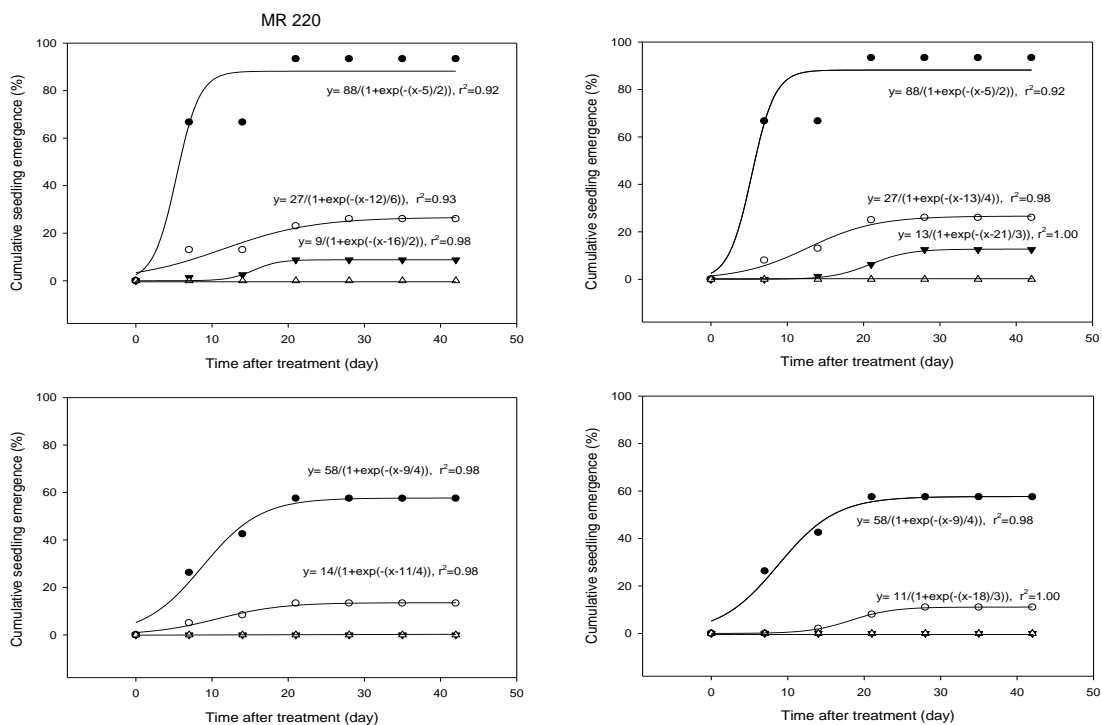 MR 220
Cumulative seedling emergence (%)
100
80
60
40
20
0
y= 88/(1+exp(-(x-5)/2)), r²=0.92
y= 27/(1+exp(-(x-12)/6)), r²=0.93
y= 9/(1+exp(-(x-16)/2)), r²=0.98
0 10 20 30 40 50
Time after treatment (day)
Cumulative seedling emergence (%)
100
80
60
40
20
0
y= 88/(1+exp(-(x-5)/2)), r²=0.92
y= 27/(1+exp(-(x-13)/4)), r²=0.98
y= 13/(1+exp(-(x-21)/3)), r²=1.00
0 10 20 30 40 50
Time after treatment (day)
Cumulative seedling emergence (%)
100
80
60
40
20
0
y= 58/(1+exp(-(x-9/4)), r²=0.98
y= 14/(1+exp(-(x-11/4)), r²=0.98
0 10 20 30 40 50
Time after treatment (day)
Cumulative seedling emergence (%)
100
80
60
40
20
0
y= 58/(1+exp(-(x-9)/4)), r²=0.98
y= 11/(1+exp(-(x-18)/3)), r²=1.00
0 10 20 30 40 50
Time after treatment (day)